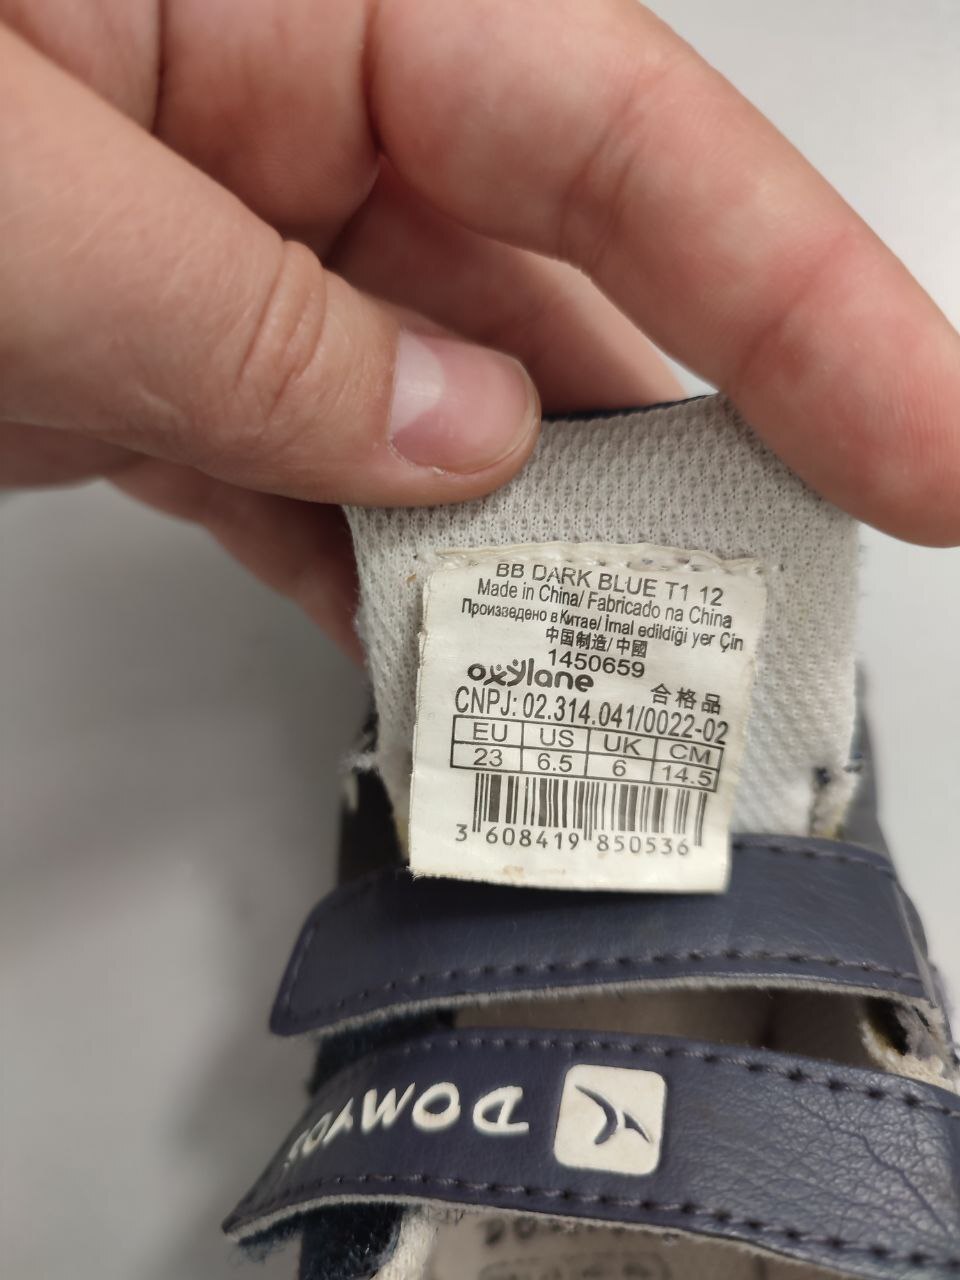 BB DARK BLUE T1 12
Made in China/ Fabricado na China
Произведено в Китае/ İmal edildiği yer Çin
中国制造/ 中國
1450659
oxylane 合格品
CNPJ: 02.314.041/0022-02
EU US UK CM
23 6.5 6 14.5
3 608419 850536
DOMYOS